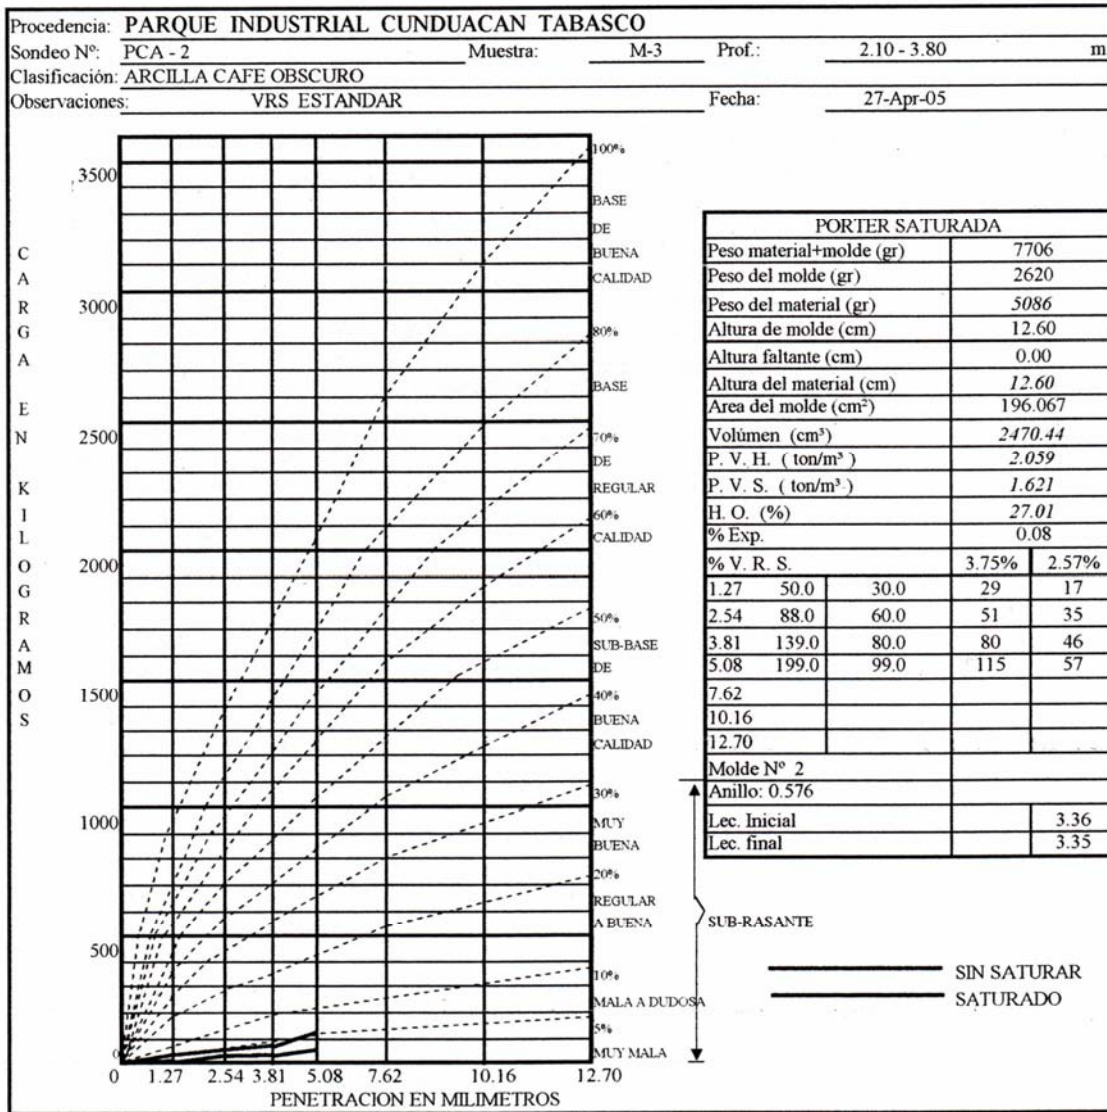 Procedencia: PARQUE INDUSTRIAL CUNDUACAN TABASCO
Sondeo Nº: PCA - 2 Muestra: M-3 Prof.: 2.10 - 3.80 m
Clasificación: ARCILLA CAFE OBSCURO
Observaciones: VRS ESTANDAR Fecha: 27-Apr-05
CARGA EN KILOGRAMOS
3500
3000
2500
2000
1500
1000
500
0
100%
BASE
DE
BUENA
CALIDAD
80%
BASE
70%
DE
REGULAR
60%
CALIDAD
50%
SUB-BASE
DE
40%
BUENA
CALIDAD
30%
MUY
BUENA
20%
REGULAR
A BUENA
10%
MALA A DUDOSA
5%
MUY MALA
0 1.27 2.54 3.81 5.08 7.62 10.16 12.70
PENETRACION EN MILIMETROS
PORTER SATURADA
Peso material+molde (gr) 7706
Peso del molde (gr) 2620
Peso del material (gr) 5086
Altura de molde (cm) 12.60
Altura faltante (cm) 0.00
Altura del material (cm) 12.60
Area del molde (cm²) 196.067
Volúmen (cm³) 2470.44
P. V. H. ( ton/m³ ) 2.059
P. V. S. ( ton/m³ ) 1.621
H. O. (%) 27.01
% Exp. 0.08
% V. R. S. 3.75% 2.57%
1.27 50.0 30.0 29 17
2.54 88.0 60.0 51 35
3.81 139.0 80.0 80 46
5.08 199.0 99.0 115 57
7.62
10.16
12.70
Molde Nº 2
Anillo: 0.576
Lec. Inicial 3.36
Lec. final 3.35
SUB-RASANTE
SIN SATURAR
SATURADO